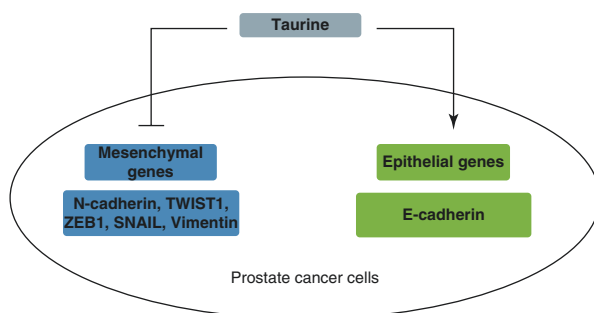 Taurine
Mesenchymal
genes
N-cadherin, TWIST1,
ZEB1, SNAIL, Vimentin
Epithelial genes
E-cadherin
Prostate cancer cells